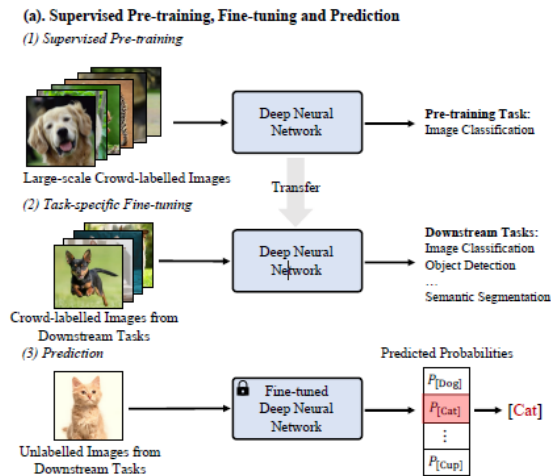 (a). Supervised Pre-training, Fine-tuning and Prediction
(1) Supervised Pre-training
Deep Neural
Network
Pre-training Task:
Image Classification
Large-scale Crowd-labelled Images
Transfer
(2) Task-specific Fine-tuning
Deep Neural
Network
Downstream Tasks:
Image Classification
Object Detection
...
Semantic Segmentation
Crowd-labelled Images from
Downstream Tasks
(3) Prediction
Predicted Probabilities
Fine-tuned
Deep Neural
Network
P[Dog]
P[Cat]
⋮
P[Cup]
[Cat]
Unlabelled Images from
Downstream Tasks